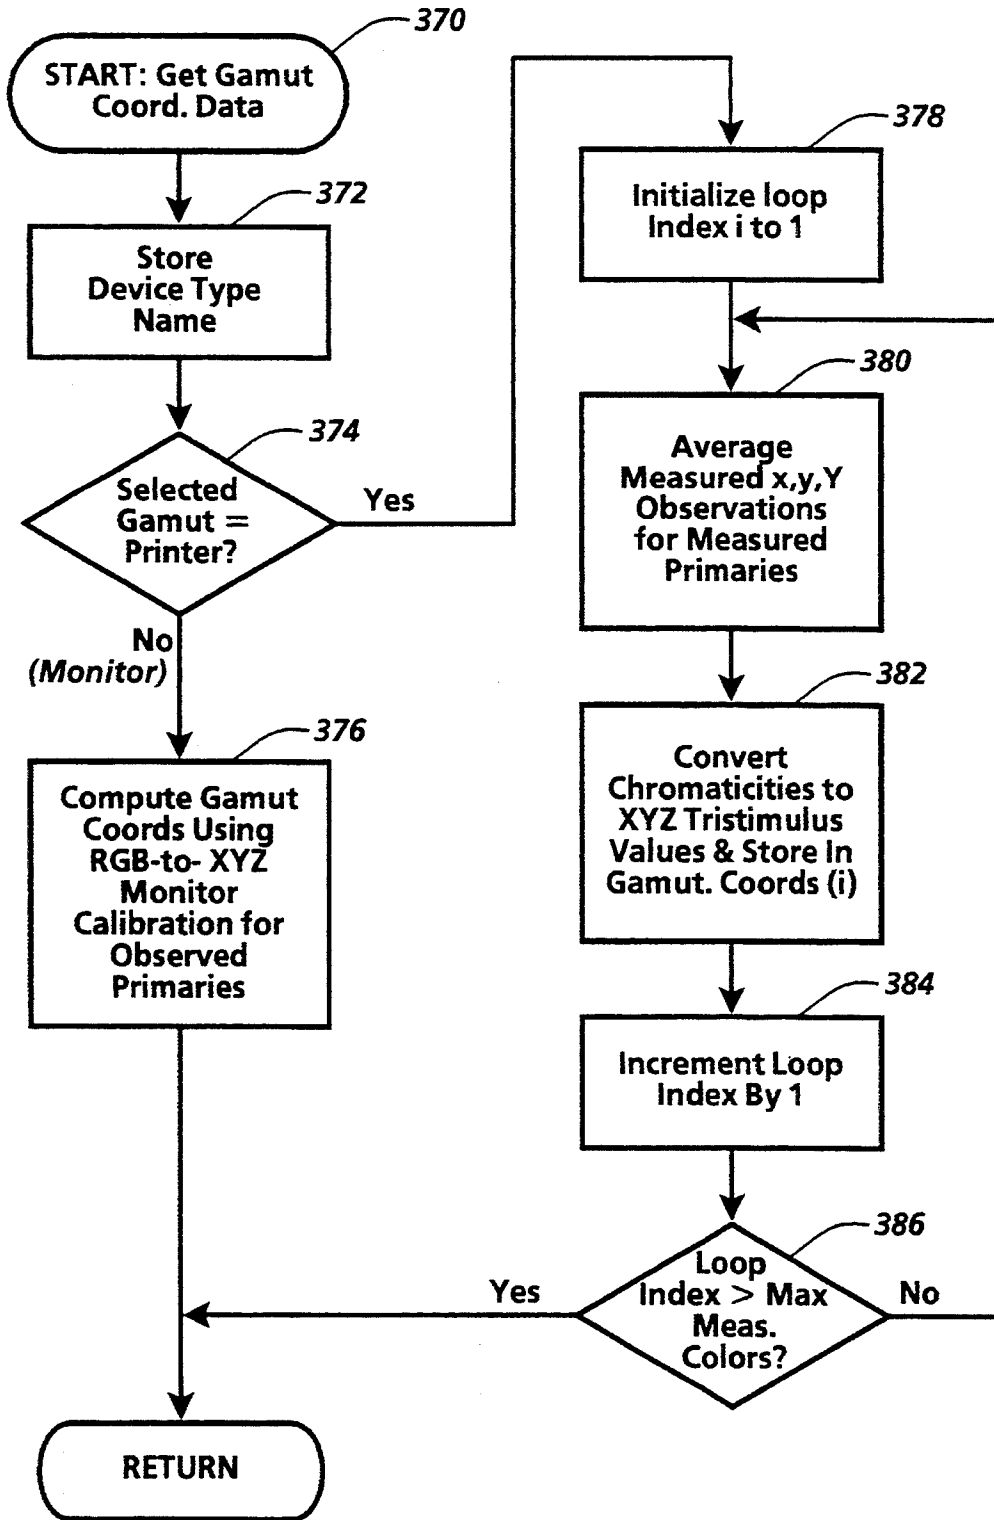 370
START: Get Gamut
Coord. Data
372
Store
Device Type
Name
374
Selected
Gamut =
Printer?
Yes
No
(Monitor)
376
Compute Gamut
Coords Using
RGB-to- XYZ
Monitor
Calibration for
Observed
Primaries
378
Initialize loop
Index i to 1
380
Average
Measured x,y,Y
Observations
for Measured
Primaries
382
Convert
Chromaticities to
XYZ Tristimulus
Values & Store In
Gamut. Coords (i)
384
Increment Loop
Index By 1
386
Loop
Index > Max
Meas.
Colors?
Yes
No
RETURN